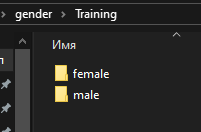 gender > Training
Имя
female
male